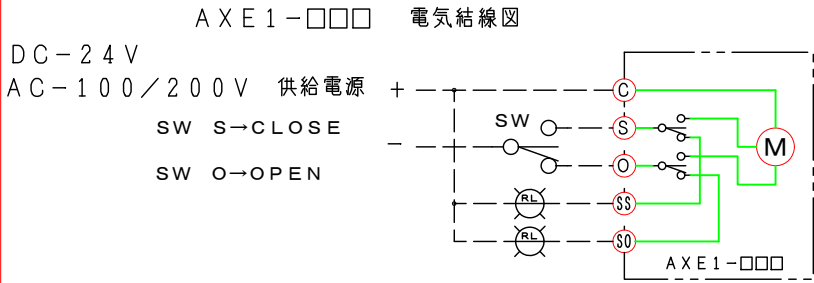 AXE1-□□□ 電気結線図
DC-24V
AC-100/200V 供給電源 +
-
SW S→CLOSE
SW O→OPEN
SW
C
S
O
SS
SO
RL
RL
M
AXE1-□□□